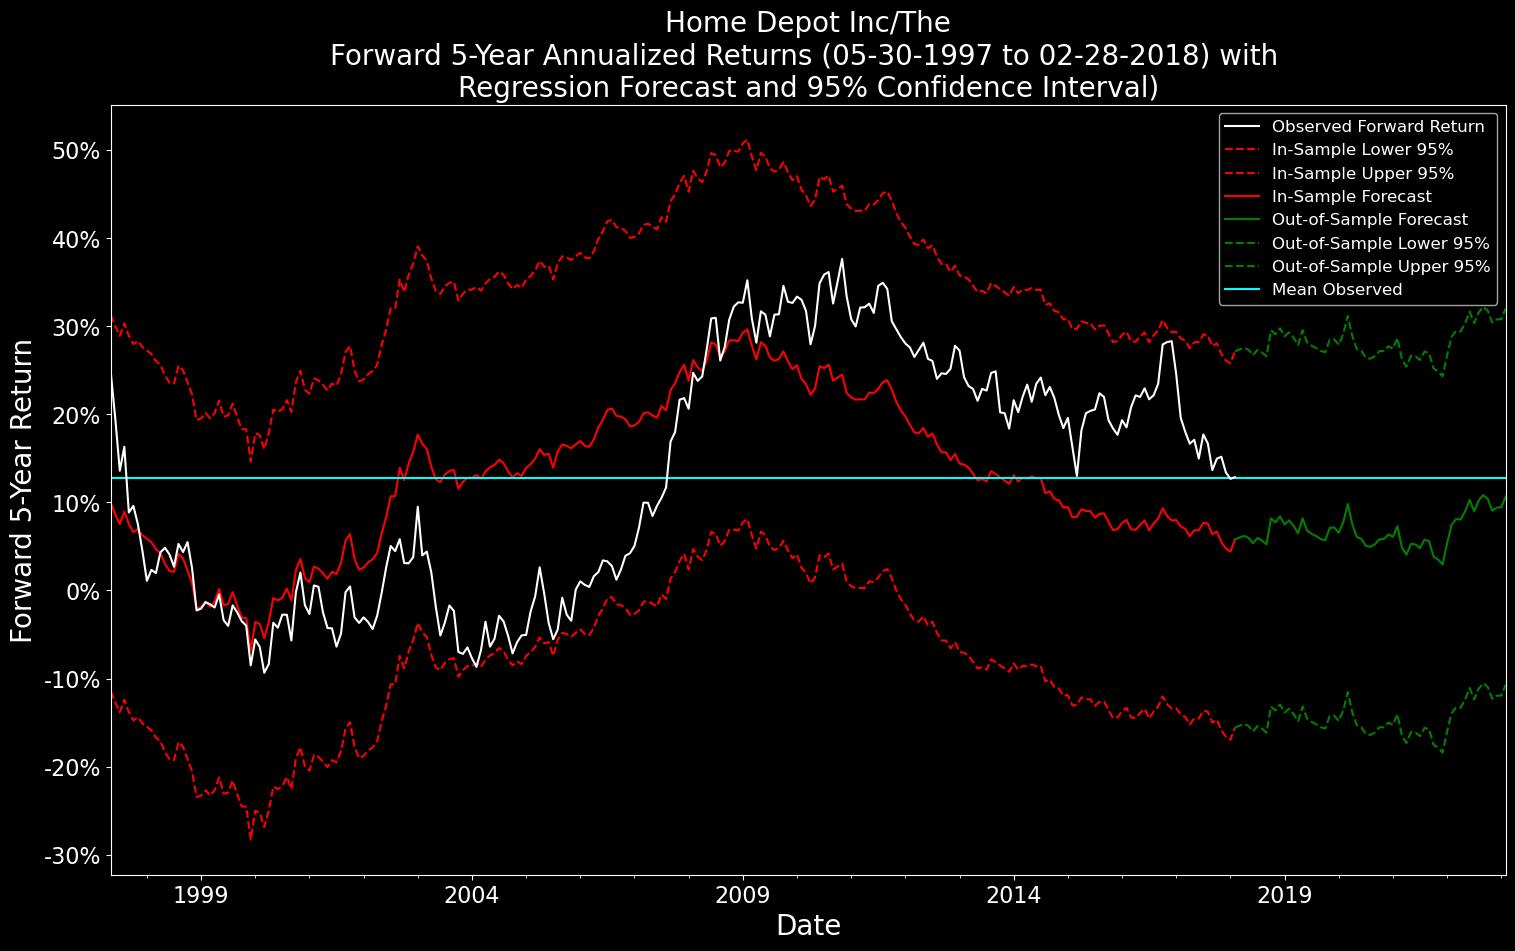 Home Depot Inc/The
Forward 5-Year Annualized Returns (05-30-1997 to 02-28-2018) with
Regression Forecast and 95% Confidence Interval)
Observed Forward Return
In-Sample Lower 95%
In-Sample Upper 95%
In-Sample Forecast
Out-of-Sample Forecast
Out-of-Sample Lower 95%
Out-of-Sample Upper 95%
Mean Observed
Forward 5-Year Return
50%
40%
30%
20%
10%
0%
-10%
-20%
-30%
1999
2004
2009
2014
2019
Date